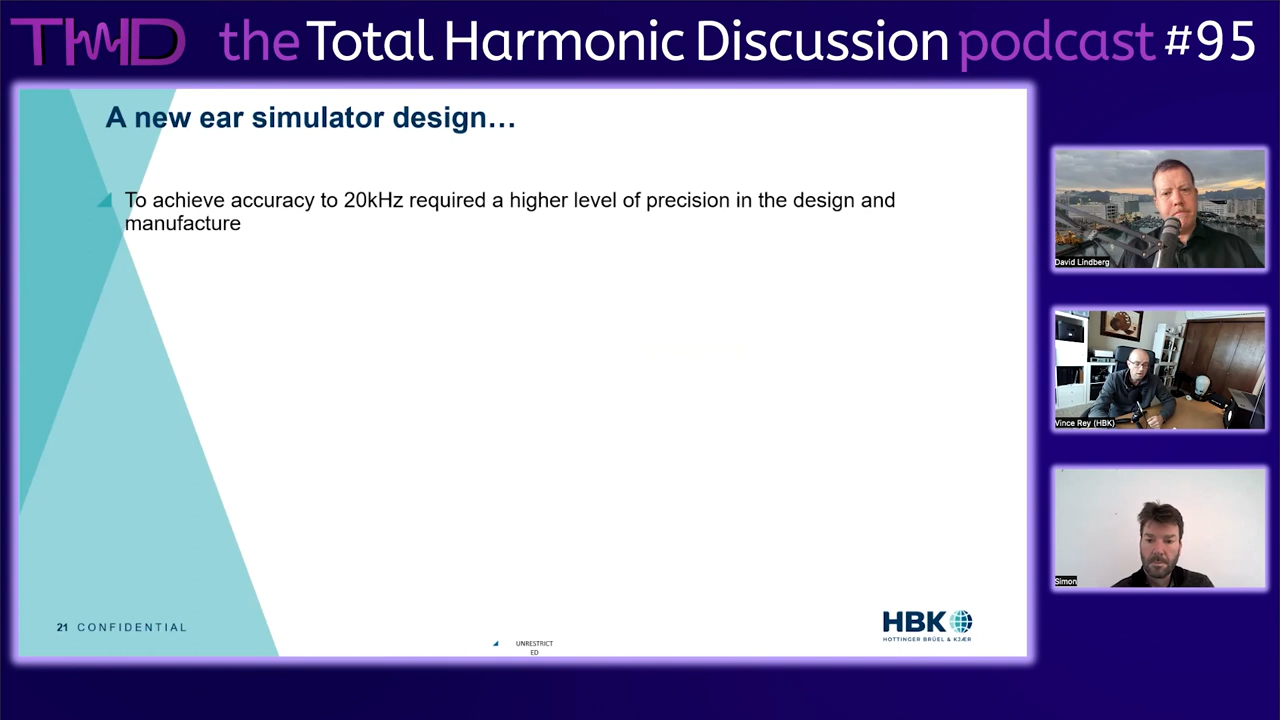 THD the Total Harmonic Discussion podcast #95
A new ear simulator design…
To achieve accuracy to 20kHz required a higher level of precision in the design and
manufacture
David Lindberg
Vince Rey (HBK)
Simon
21 CONFIDENTIAL
UNRESTRICT
ED
HBK
HOTTINGER BRÜEL & KJÆR